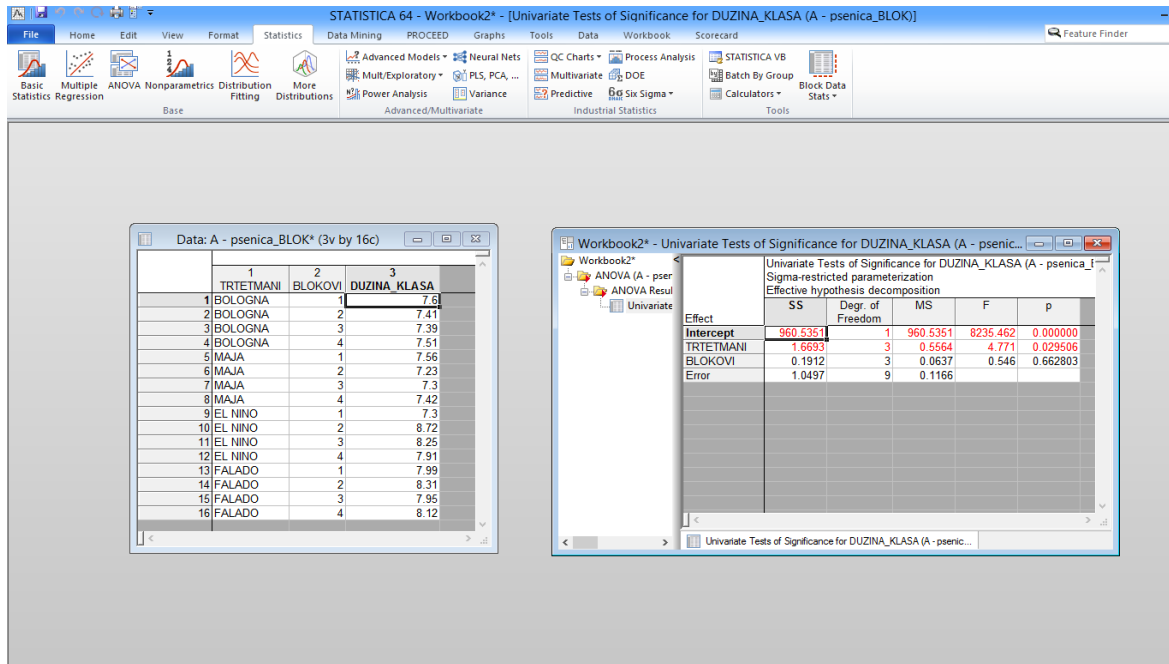 STATISTICA 64 - Workbook2* - [Univariate Tests of Significance for DUZINA_KLASA (A - psenica_BLOK)]
File Home Edit View Format Statistics Data Mining PROCEED Graphs Tools Data Workbook Scorecard Feature Finder
Basic Statistics
Multiple Regression
ANOVA
Nonparametrics
Distribution Fitting
More Distributions
Base
Advanced Models
Neural Nets
Mult/Exploratory
PLS, PCA, ...
Power Analysis
Variance
Advanced/Multivariate
QC Charts
Process Analysis
Multivariate
DOE
Predictive
Six Sigma
Industrial Statistics
STATISTICA VB
Batch By Group
Calculators
Block Data Stats
Tools
Data: A - psenica_BLOK* (3v by 16c)
1 2 3
TRTETMANI BLOKOVI DUZINA_KLASA
1 BOLOGNA 1 7.6
2 BOLOGNA 2 7.41
3 BOLOGNA 3 7.39
4 BOLOGNA 4 7.51
5 MAJA 1 7.56
6 MAJA 2 7.23
7 MAJA 3 7.3
8 MAJA 4 7.42
9 EL NINO 1 7.3
10 EL NINO 2 8.72
11 EL NINO 3 8.25
12 EL NINO 4 7.91
13 FALADO 1 7.99
14 FALADO 2 8.31
15 FALADO 3 7.95
16 FALADO 4 8.12
Workbook2* - Univariate Tests of Significance for DUZINA_KLASA (A - psenic...
Workbook2*
ANOVA (A - pser
ANOVA Resul
Univariate
Univariate Tests of Significance for DUZINA_KLASA (A - psenica_
Sigma-restricted parameterization
Effective hypothesis decomposition
Effect SS Degr. of Freedom MS F p
Intercept 960.5351 1 960.5351 8235.462 0.000000
TRTETMANI 1.6693 3 0.5564 4.771 0.029506
BLOKOVI 0.1912 3 0.0637 0.546 0.662803
Error 1.0497 9 0.1166
Univariate Tests of Significance for DUZINA_KLASA (A - psenic...